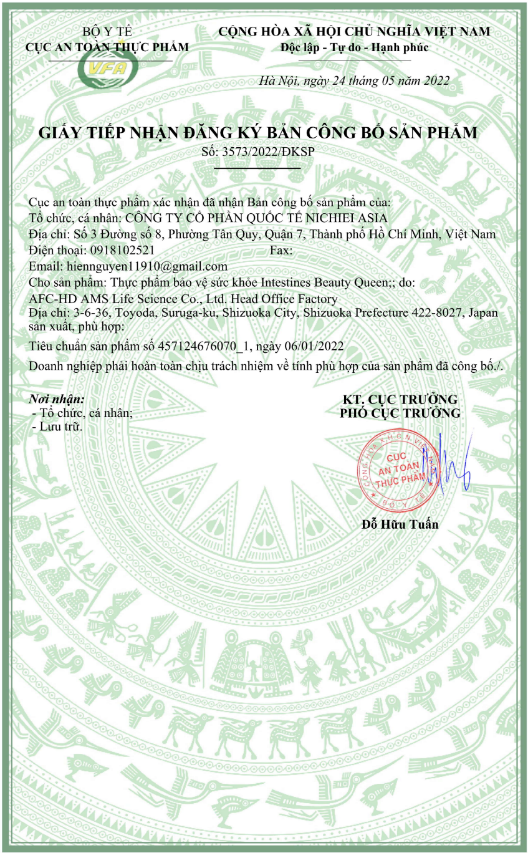 BỘ Y TẾ
CỤC AN TOÀN THỰC PHẨM
VFA
CỘNG HÒA XÃ HỘI CHỦ NGHĨA VIỆT NAM
Độc lập - Tự do - Hạnh phúc
Hà Nội, ngày 24 tháng 05 năm 2022
GIẤY TIẾP NHẬN ĐĂNG KÝ BẢN CÔNG BỐ SẢN PHẨM
Số: 3573/2022/ĐKSP
Cục an toàn thực phẩm xác nhận đã nhận Bản công bố sản phẩm của:
Tổ chức, cá nhân: CÔNG TY CỔ PHẦN QUỐC TẾ NICHIEI ASIA
Địa chỉ: Số 3 Đường số 8, Phường Tân Quy, Quận 7, Thành phố Hồ Chí Minh, Việt Nam
Điện thoại: 0918102521 Fax:
Email: hiennguyen11910@gmail.com
Cho sản phẩm: Thực phẩm bảo vệ sức khỏe Intestines Beauty Queen;; do:
AFC-HD AMS Life Science Co., Ltd. Head Office Factory
Địa chỉ: 3-6-36, Toyoda, Suruga-ku, Shizuoka City, Shizuoka Prefecture 422-8027, Japan
sản xuất, phù hợp:
Tiêu chuẩn sản phẩm số 457124676070_1, ngày 06/01/2022
Doanh nghiệp phải hoàn toàn chịu trách nhiệm về tính phù hợp của sản phẩm đã công bố./.
Nơi nhận:
- Tổ chức, cá nhân;
- Lưu trữ.
KT. CỤC TRƯỞNG
PHÓ CỤC TRƯỞNG
CỤC
AN TOÀN
THỰC PHẨM
Đỗ Hữu Tuấn